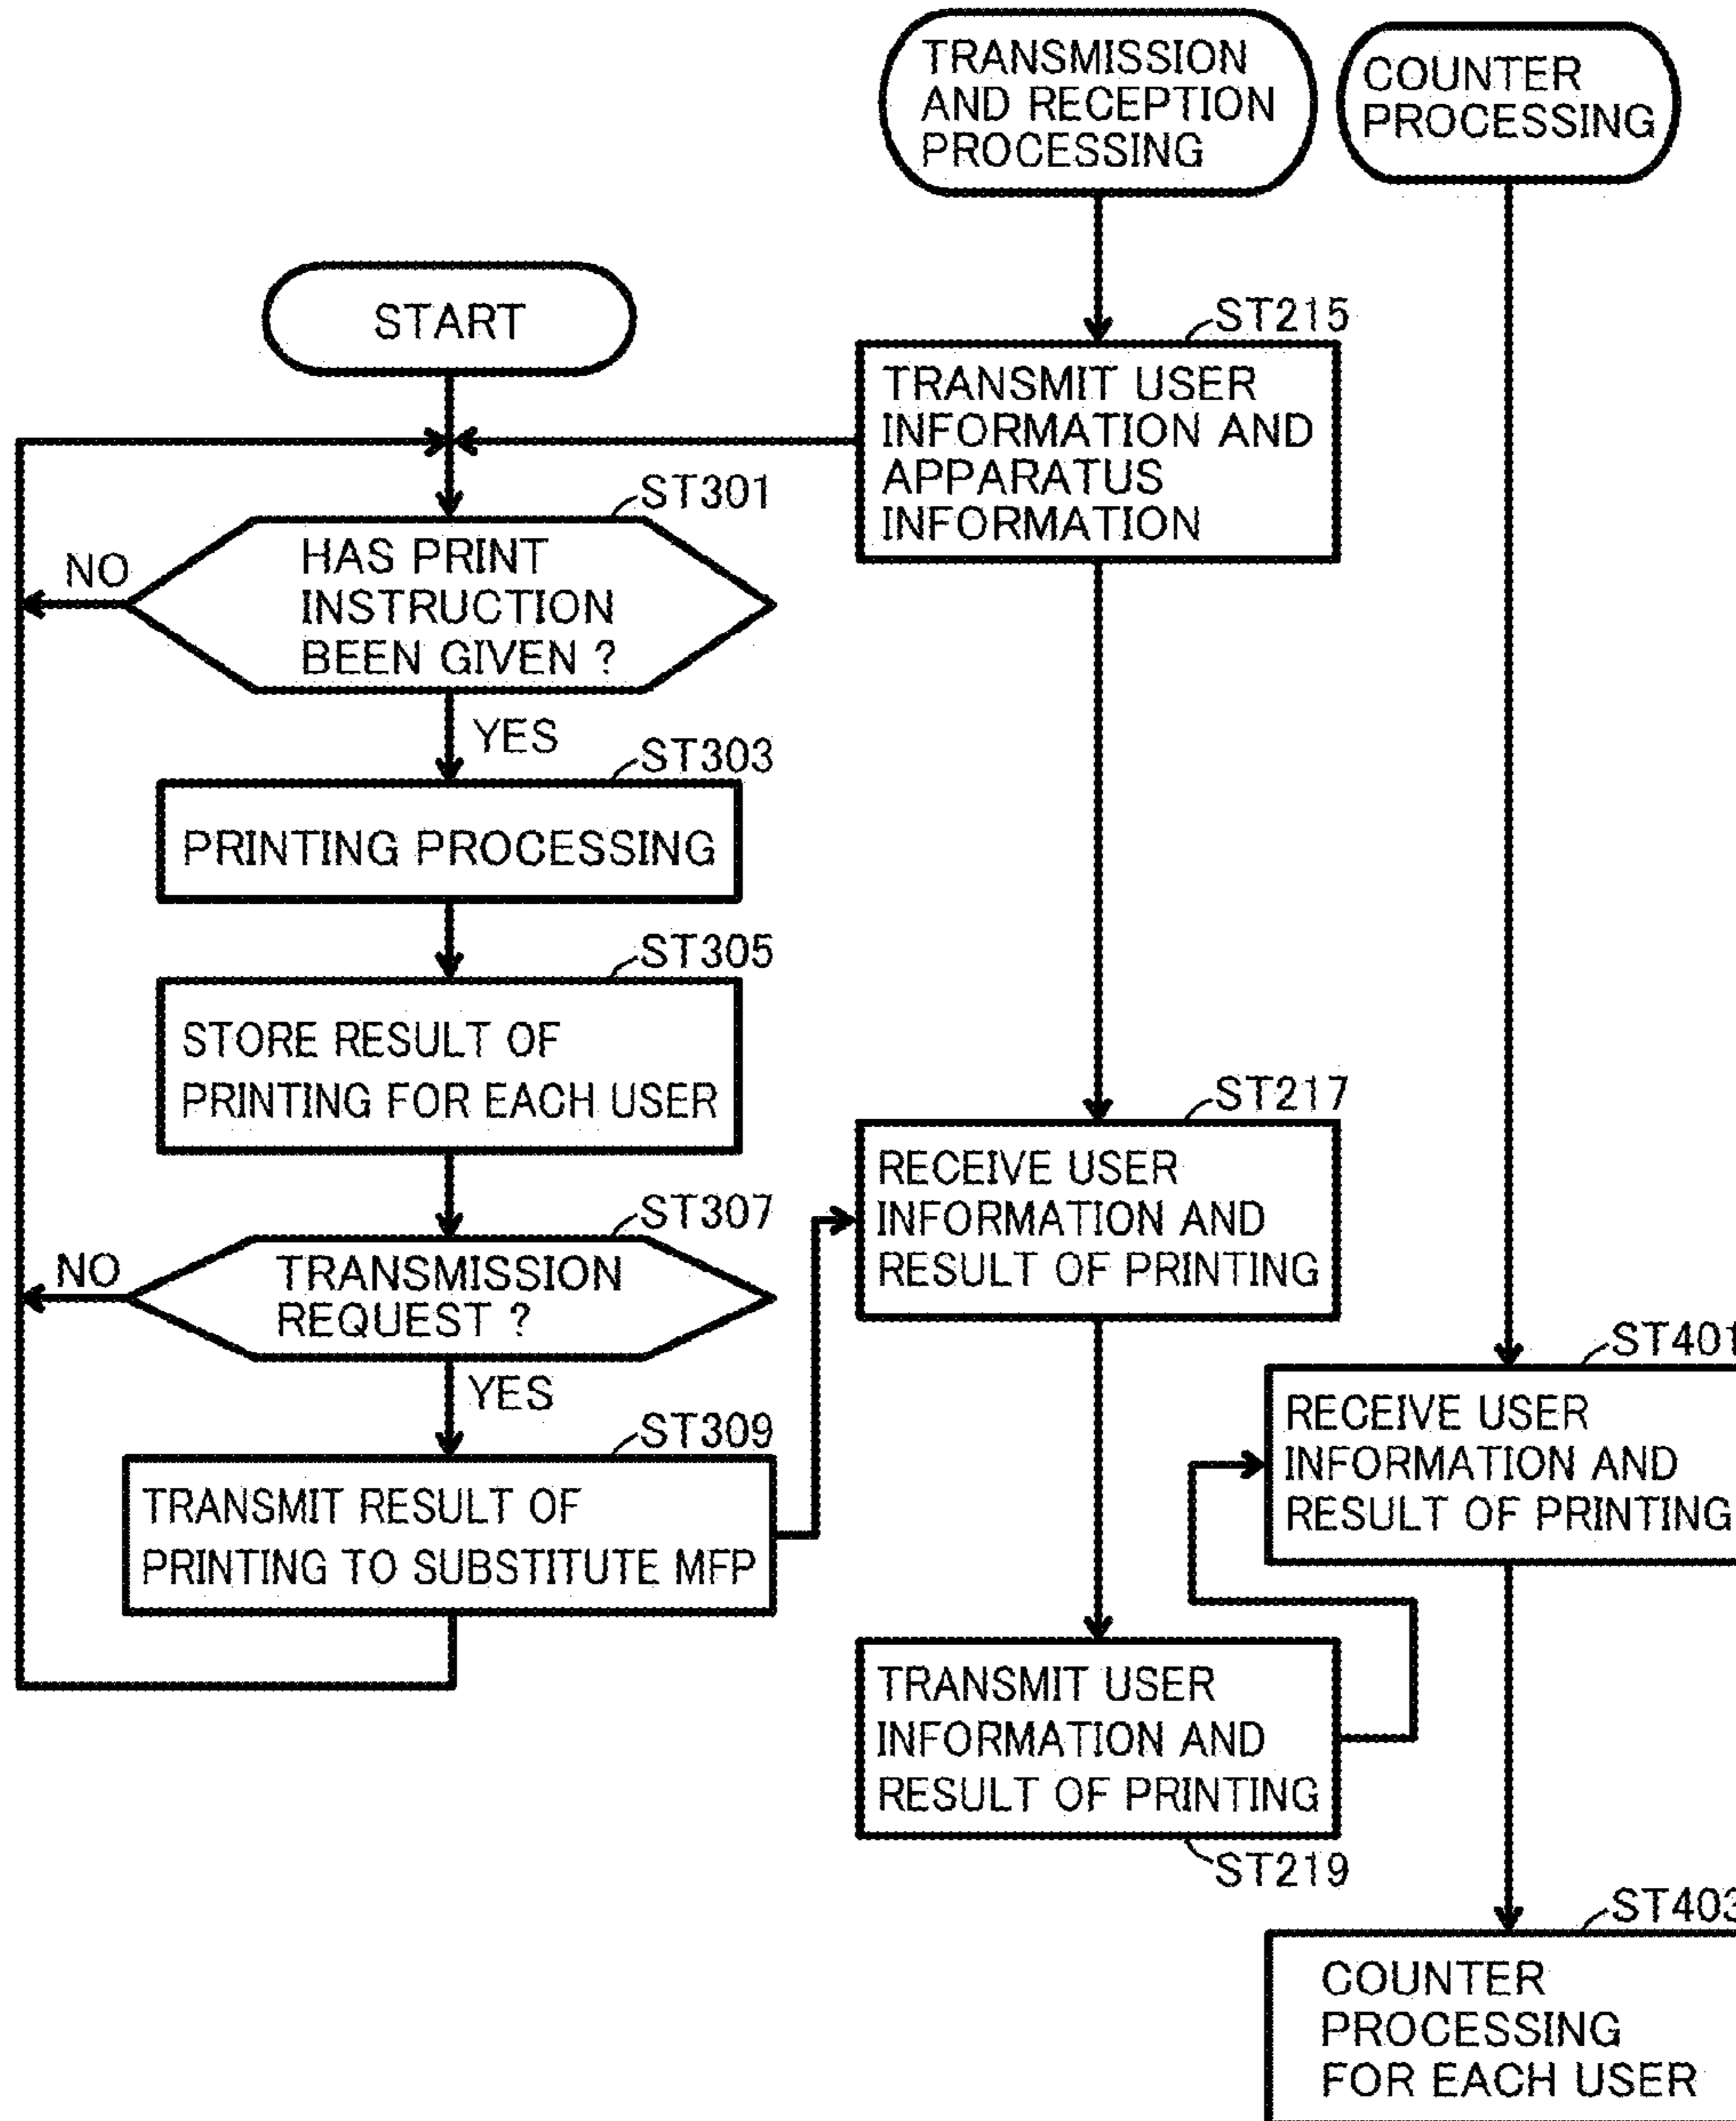 TRANSMISSION
AND RECEPTION
PROCESSING
COUNTER
PROCESSING
START
ST215
TRANSMIT USER
INFORMATION AND
APPARATUS
INFORMATION
ST301
HAS PRINT
INSTRUCTION
BEEN GIVEN ?
NO
YES
ST303
PRINTING PROCESSING
ST305
STORE RESULT OF
PRINTING FOR EACH USER
ST217
RECEIVE USER
INFORMATION AND
RESULT OF PRINTING
ST307
TRANSMISSION
REQUEST ?
NO
YES
ST401
RECEIVE USER
INFORMATION AND
RESULT OF PRINTING
ST309
TRANSMIT RESULT OF
PRINTING TO SUBSTITUTE MFP
TRANSMIT USER
INFORMATION AND
RESULT OF PRINTING
ST219
ST403
COUNTER
PROCESSING
FOR EACH USER